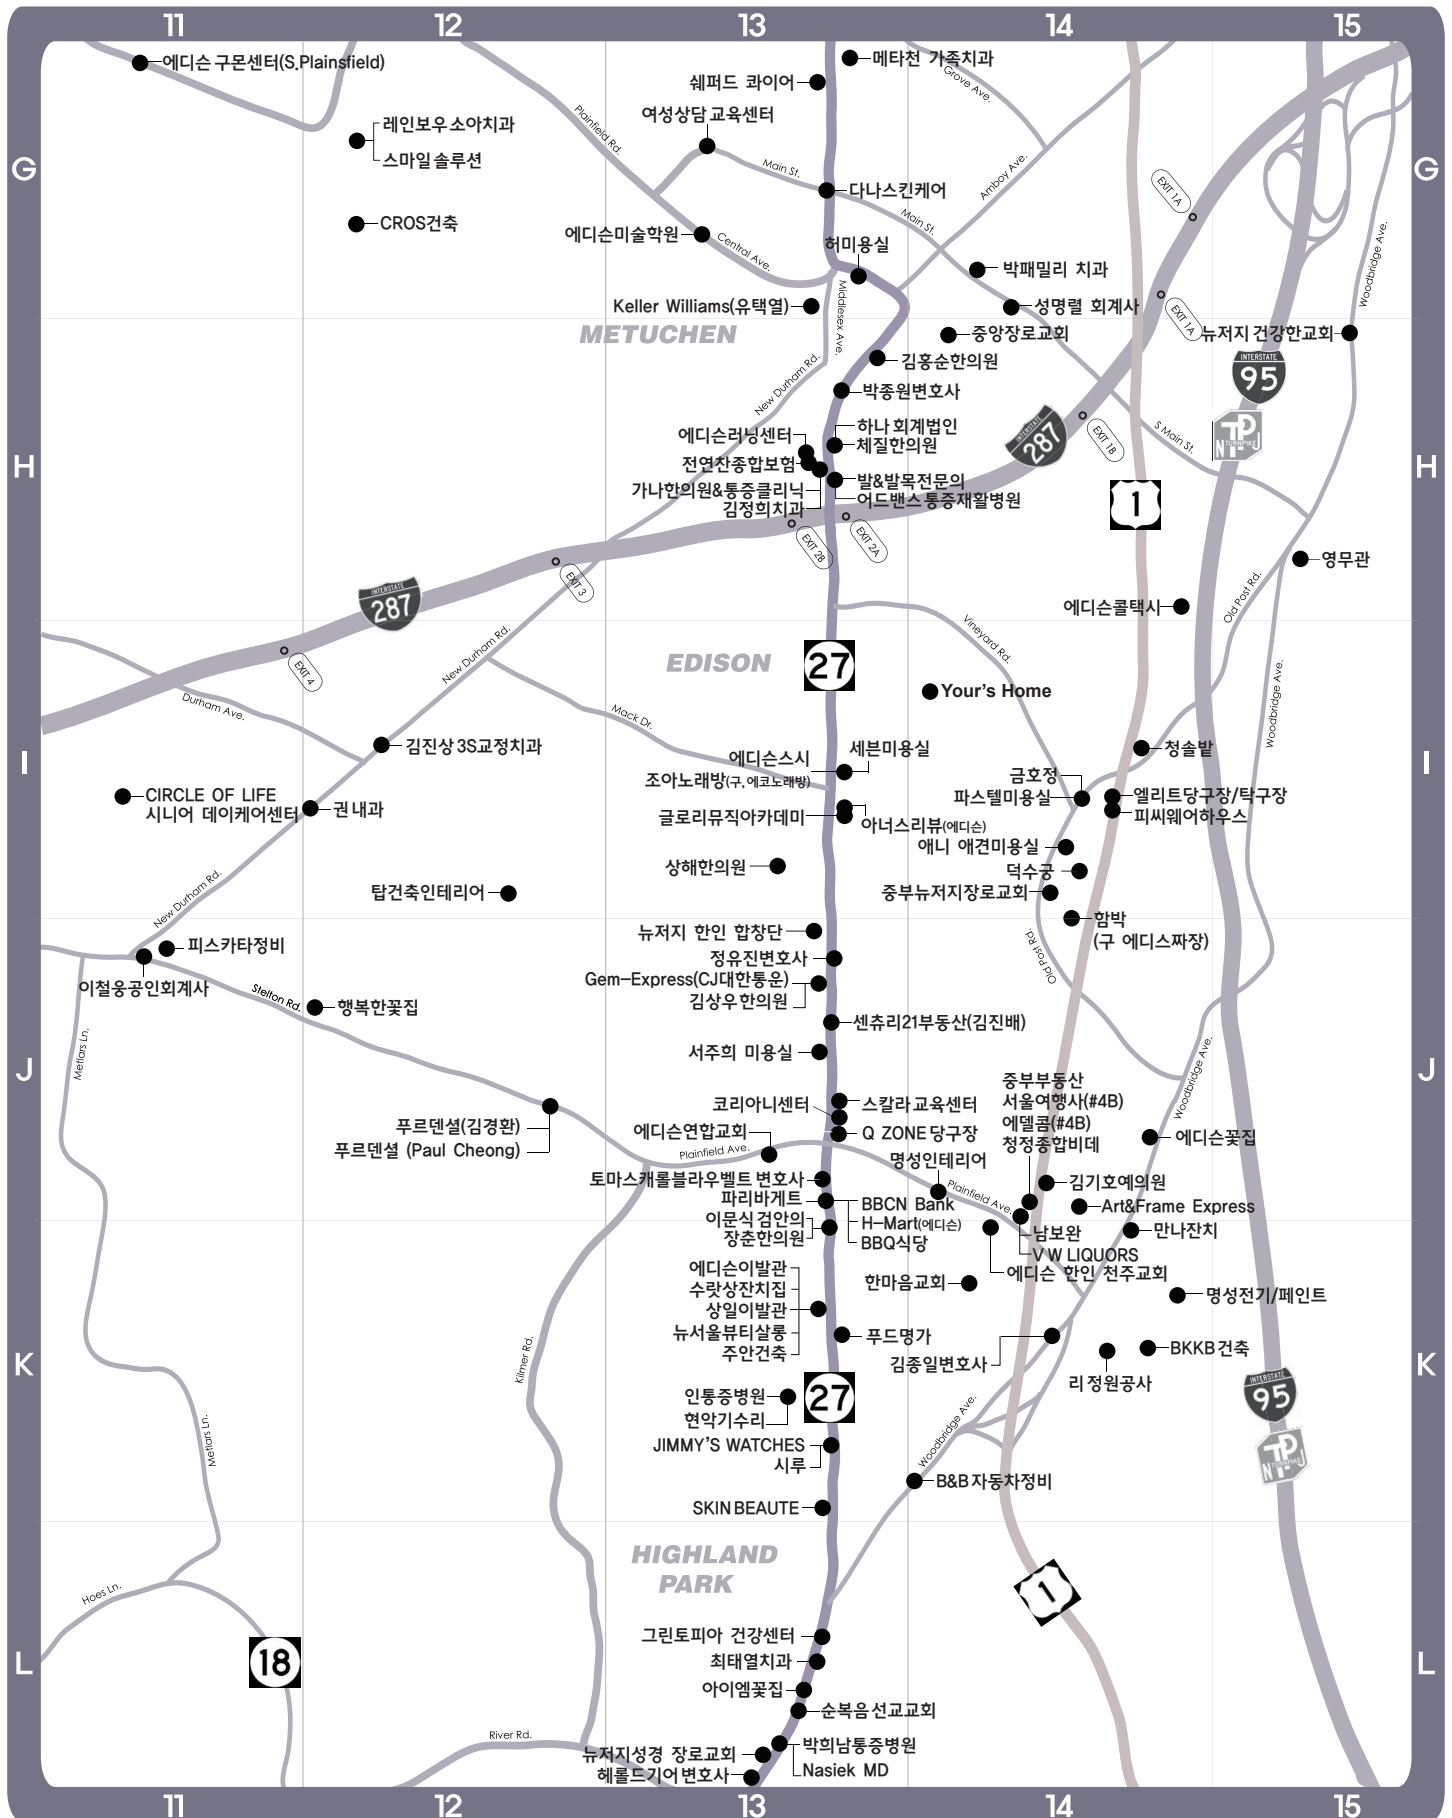 11
12
13
14
15
에디슨 구몬센터(S.Plainsfield)
메타천 가족치과
쉐퍼드 콰이어
Grove Ave.
여성상담 교육센터
레인보우 소아치과
스마일 솔루션
Plainfield Rd.
Main St.
Amboy Ave.
G
G
EXIT 1A
다나스킨케어
CROS건축
에디슨미술학원
Central Ave.
Main St.
허미용실
Woodbridge Ave.
박패밀리 치과
Keller Williams(유택열)
Middlesex Ave.
성명렬 회계사
EXIT 1A
METUCHEN
중앙장로교회
뉴저지 건강한교회
김홍순한의원
INTERSTATE
95
New Durham Rd.
박종원변호사
에디슨러닝센터
하나 회계법인
체질한의원
INTERSTATE
287
EXIT 1B
S Main St.
NJ
TP
TURNPIKE
H
H
전연잔종합보험
가나한의원&통증클리닉
김정희치과
발&발목전문의
어드밴스통증재활병원
1
EXIT 2B
EXIT 2A
EXIT 3
영무관
INTERSTATE
287
에디슨콜택시
Old Post Rd.
Vineyard Rd.
EXIT 4
New Durham Rd.
EDISON
27
Your's Home
Durham Ave.
Mack Dr.
Woodbridge Ave.
김진상 3S교정치과
에디슨스시
세븐미용실
청솔밭
I
I
조아노래방(구, 에코노래방)
금호정
파스텔미용실
엘리트당구장/탁구장
피씨웨어하우스
CIRCLE OF LIFE
시니어 데이케어센터
권내과
글로리뮤직아카데미
아너스리뷰(에디슨)
애니 애견미용실
상해한의원
덕수궁
New Durham Rd.
탑건축인테리어
중부뉴저지장로교회
함박
(구 에디스짜장)
뉴저지 한인 합창단
피스카타정비
정유진변호사
Old Post Rd.
이철웅공인회계사
Stelton Rd.
행복한꽃집
Gem-Express(CJ대한통운)
김상우한의원
센츄리21부동산(김진배)
Metlars Ln.
서주희 미용실
Woodbridge Ave.
J
J
중부부동산
서울여행사(#4B)
에델콤(#4B)
청정종합비데
코리아니센터
스칼라교육센터
푸르덴셜(김경환)
푸르덴셜 (Paul Cheong)
에디슨연합교회
Q ZONE당구장
에디슨꽃집
Plainfield Ave.
명성인테리어
토마스캐롤블라우벨트변호사
Plainfield Ave.
김기호예의원
파리바게트
BBCN Bank
Art&Frame Express
이문식검안의
장춘한의원
H-Mart(에디슨)
BBQ식당
남보완
V W LIQUORS
만나잔치
에디슨 한인 천주교회
에디슨이발관
수랏상잔치집
상일이발관
뉴서울뷰티살롱
주안건축
한마음교회
명성전기/페인트
푸드명가
김종일변호사
BKKB건축
리정원공사
Kilmer Rd.
K
K
인통증병원
현악기수리
27
INTERSTATE
95
Metlars Ln.
Woodbridge Ave.
JIMMY'S WATCHES
시루
NJ
TP
TURNPIKE
B&B자동차정비
SKIN BEAUTE
HIGHLAND
PARK
Hoes Ln.
1
18
L
L
그린토피아 건강센터
최태열치과
아이엠꽃집
순복음선교교회
River Rd.
뉴저지성경 장로교회
박희남통증병원
헤롤드기어변호사
Nasiek MD
11
12
13
14
15